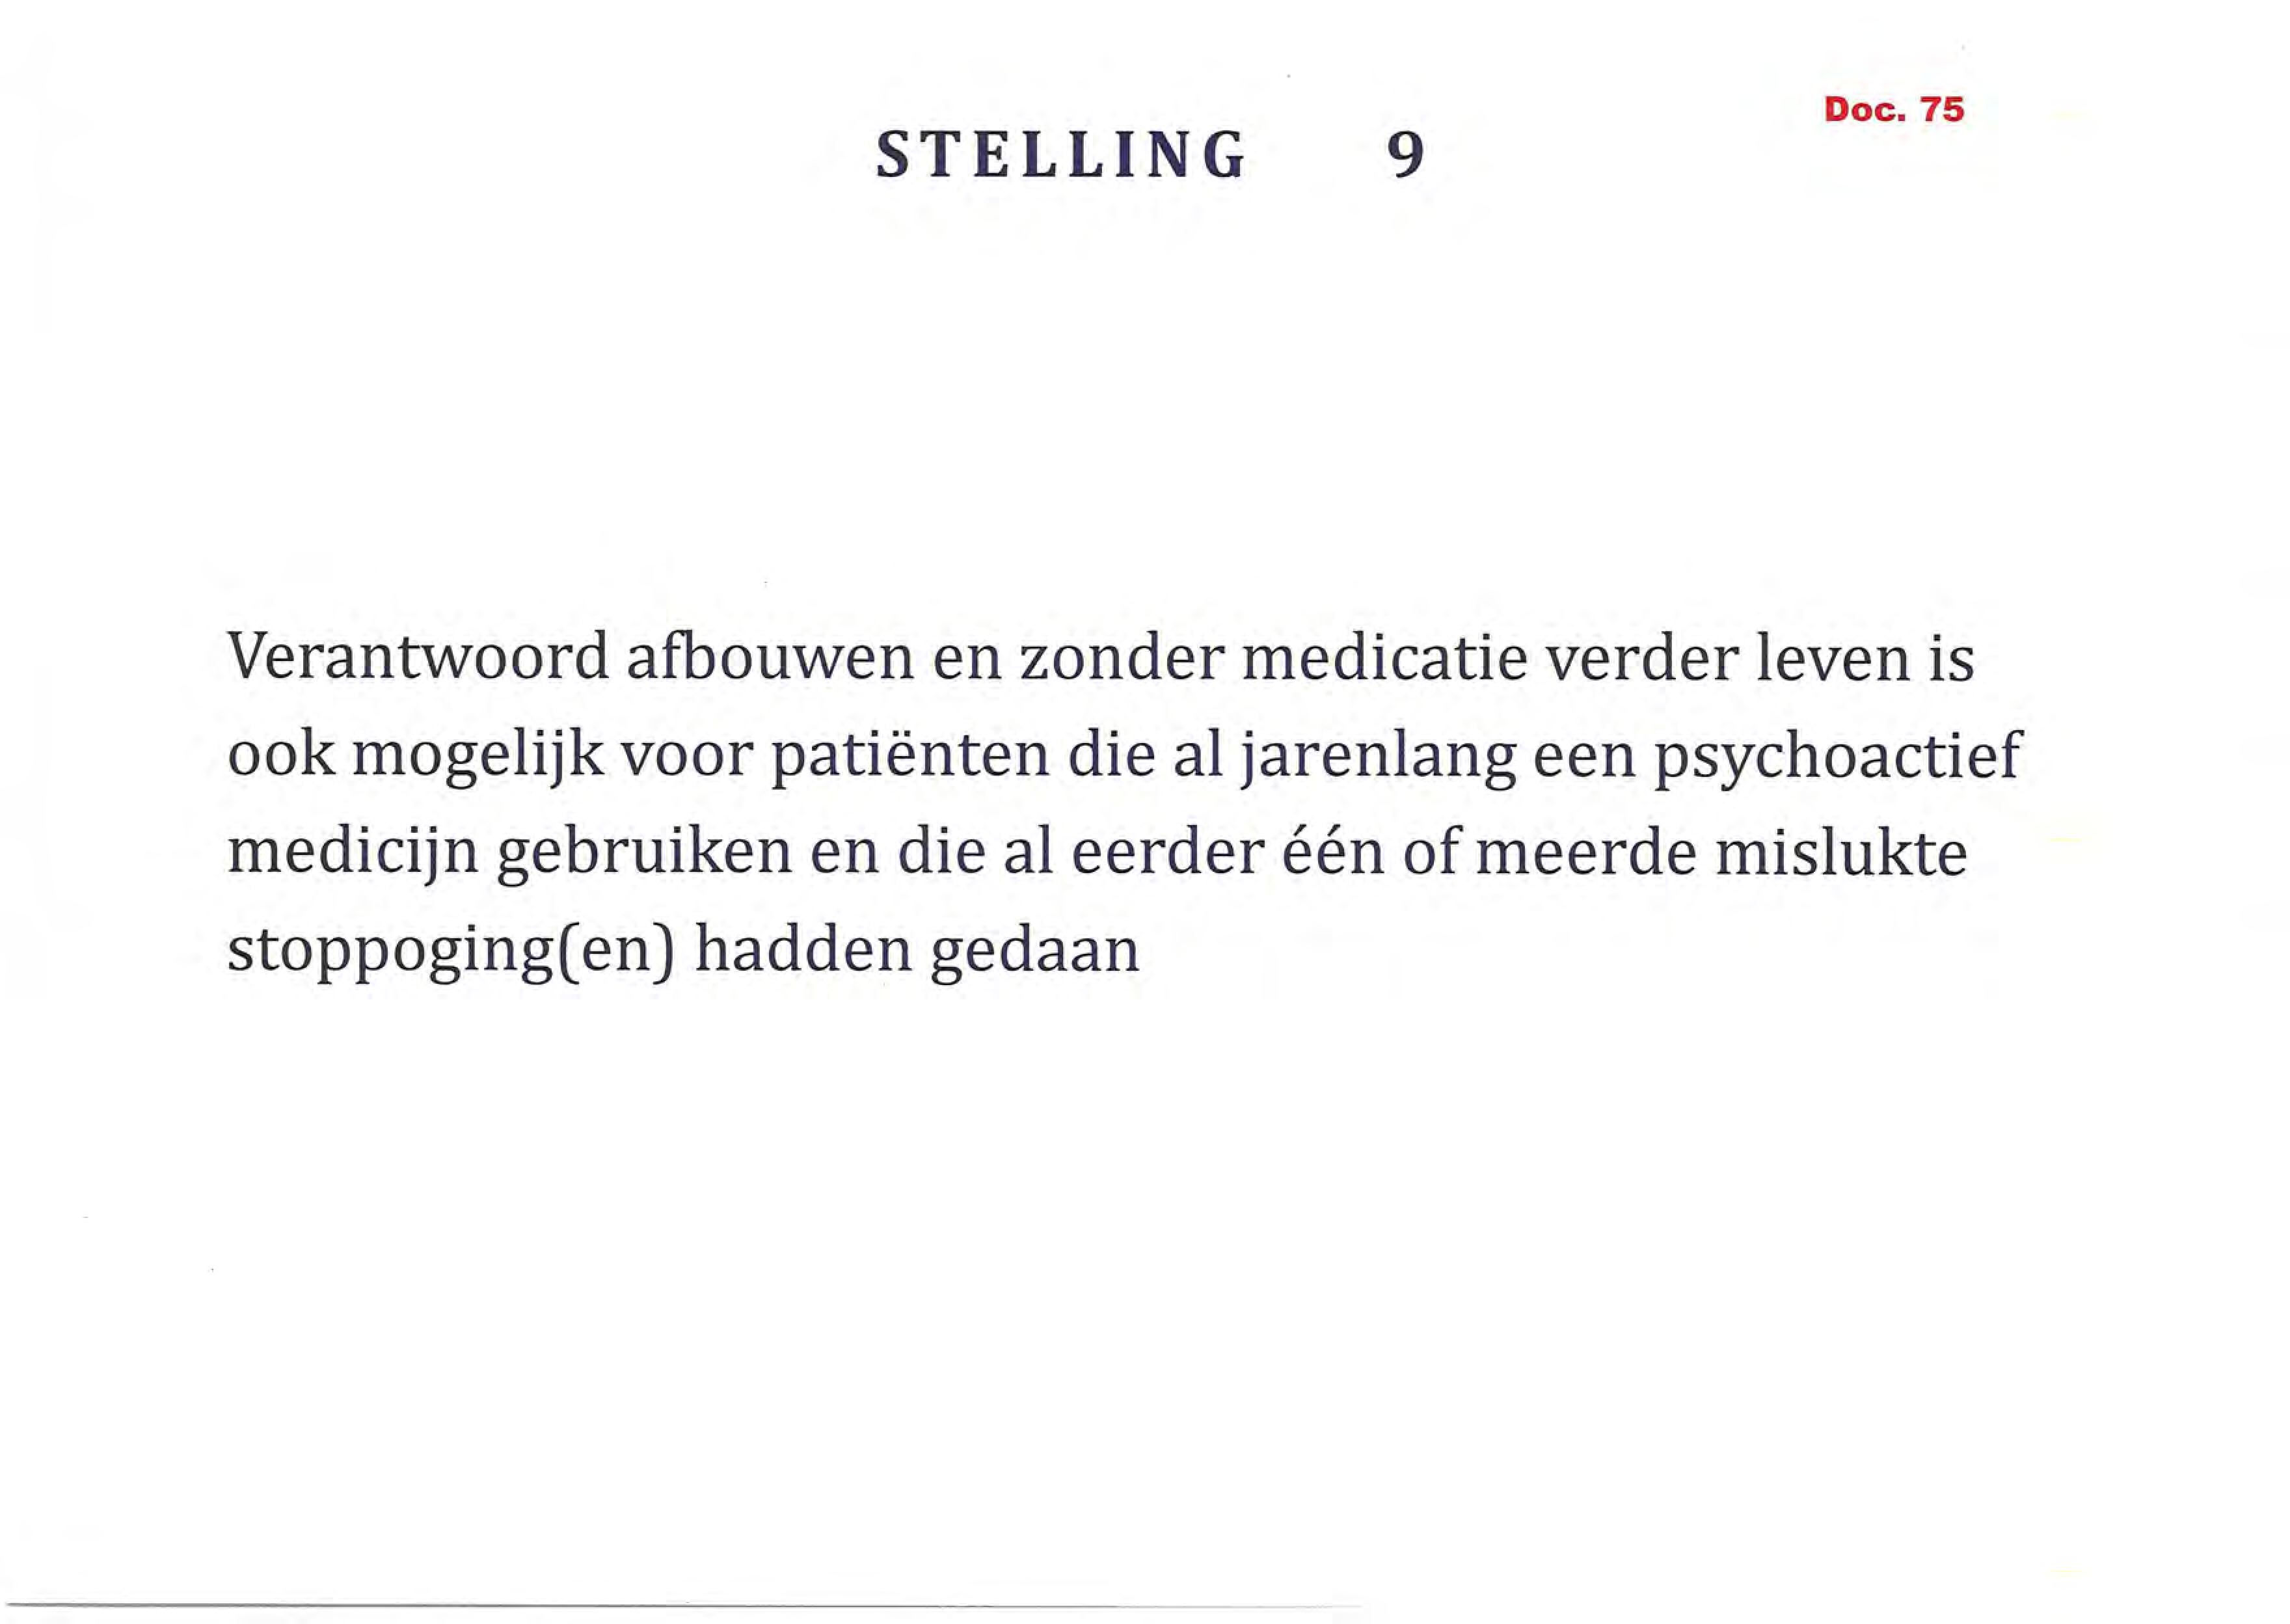 Doc. 75
STELLING 9
Verantwoord afbouwen en zonder medicatie verder leven is
ook mogelijk voor patiënten die al jarenlang een psychoactief
medicijn gebruiken en die al eerder één of meerde mislukte
stoppoging(en) hadden gedaan